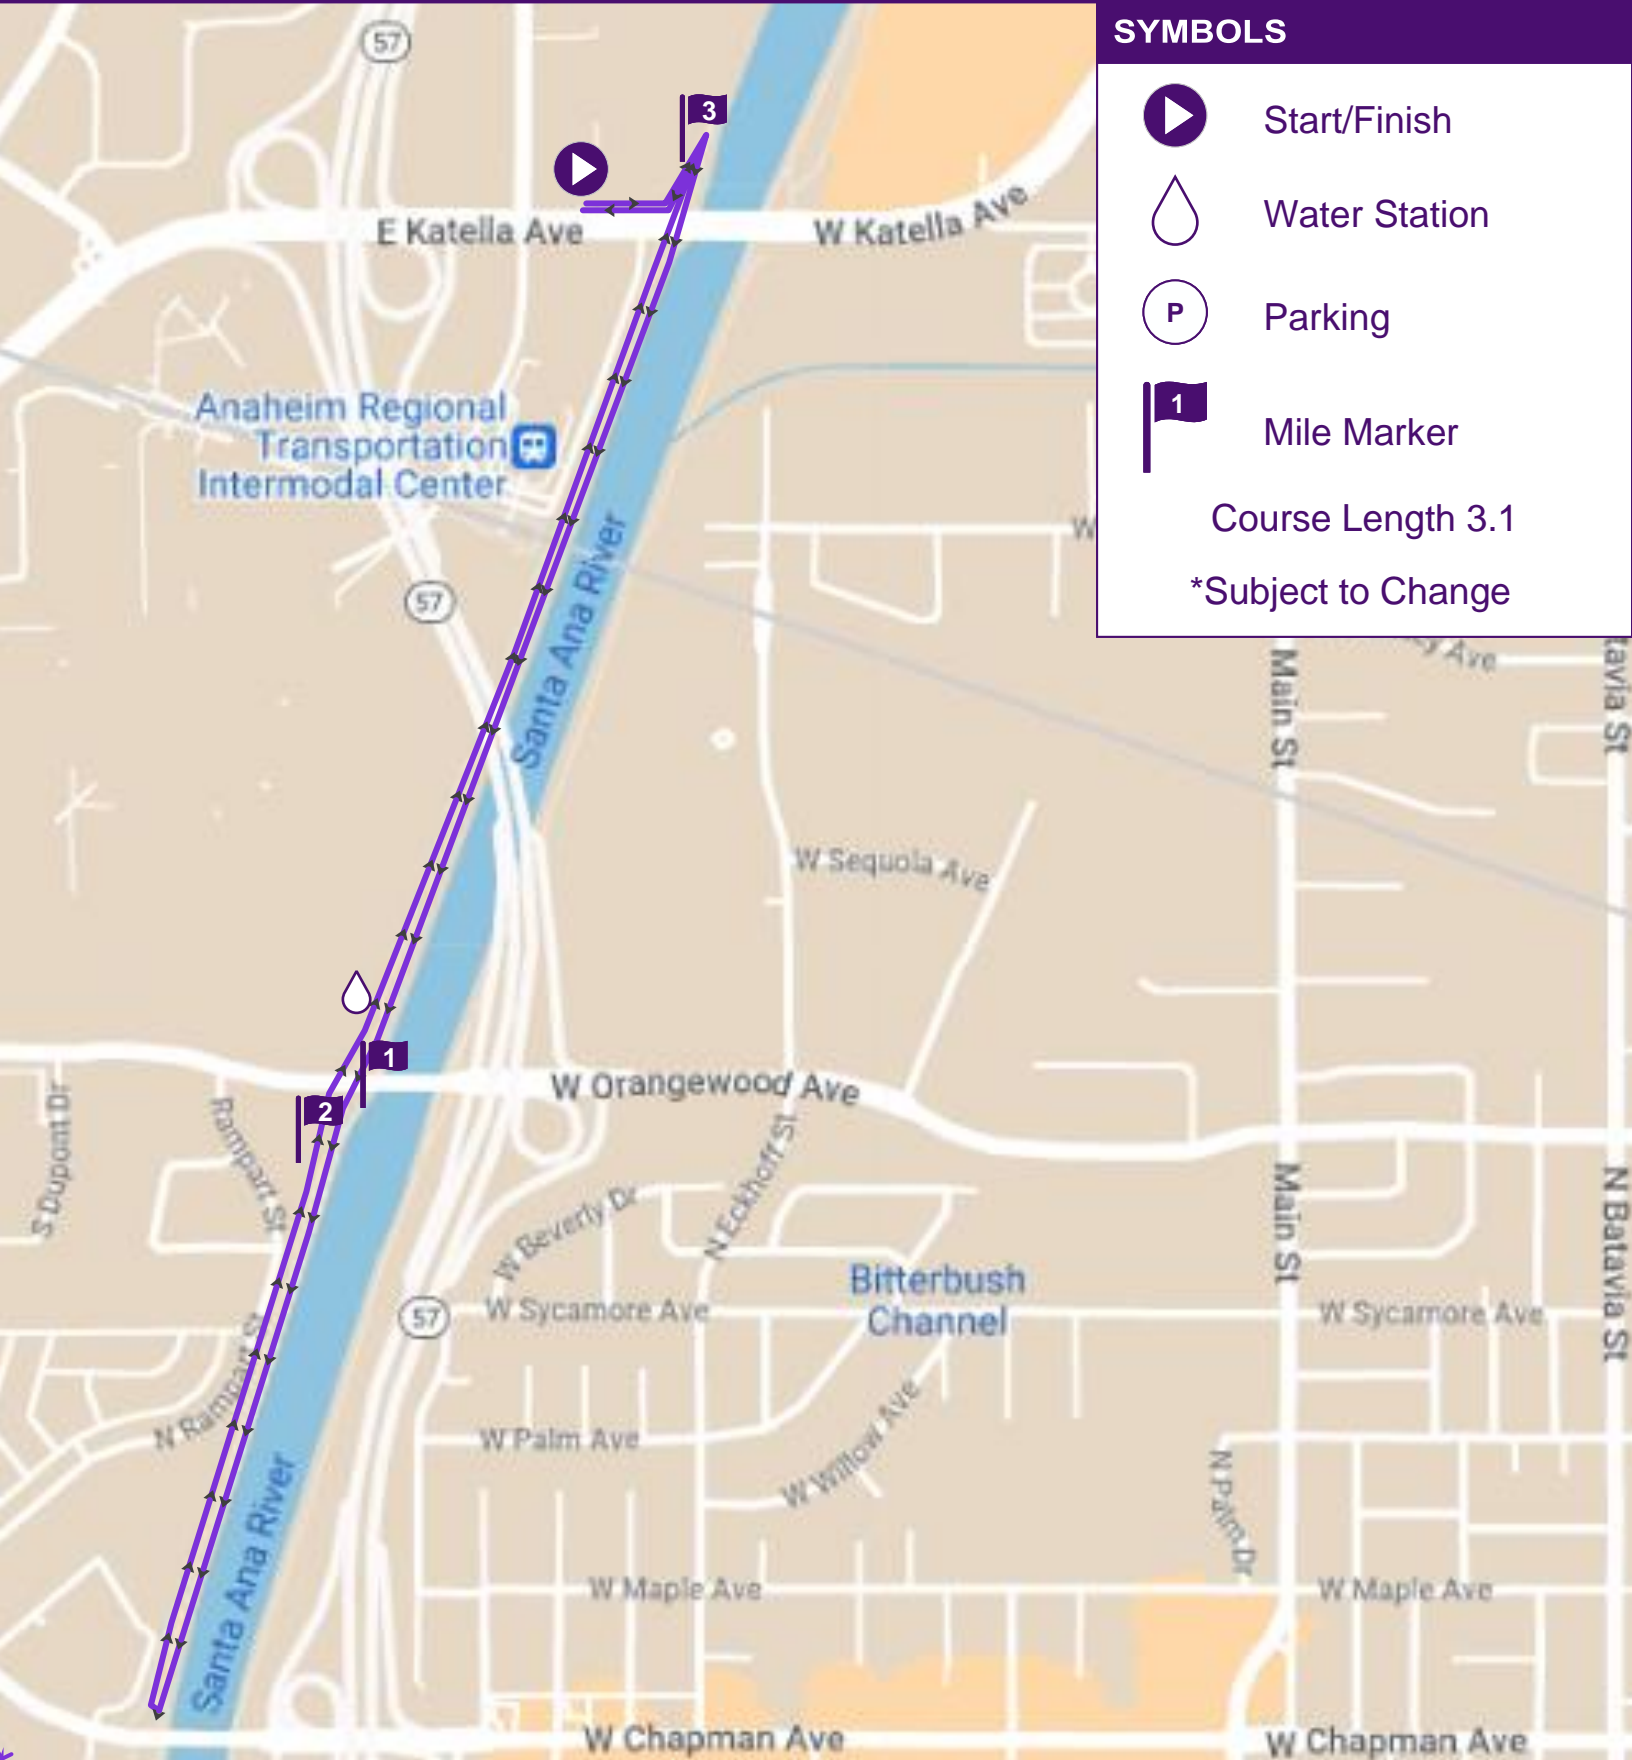 SYMBOLS
Start/Finish
Water Station
P
Parking
1
Mile Marker
Course Length 3.1
*Subject to Change
57
3
E Katella Ave
W Katella Ave
Anaheim Regional
Transportation
Intermodal Center
W
57
Santa Ana River
Main St
Ave
tavia St
W Sequoia Ave
1
W Orangewood Ave
2
S Dupont Dr
Rampart St
N Eckhoff St
W Beverly Dr
Main St
N Batavia St
Bitterbush
Channel
57
W Sycamore Ave
W Sycamore Ave
N Rampart St
W Palm Ave
W Willow Ave
N Palm Dr
Santa Ana River
W Maple Ave
W Maple Ave
W Chapman Ave
W Chapman Ave